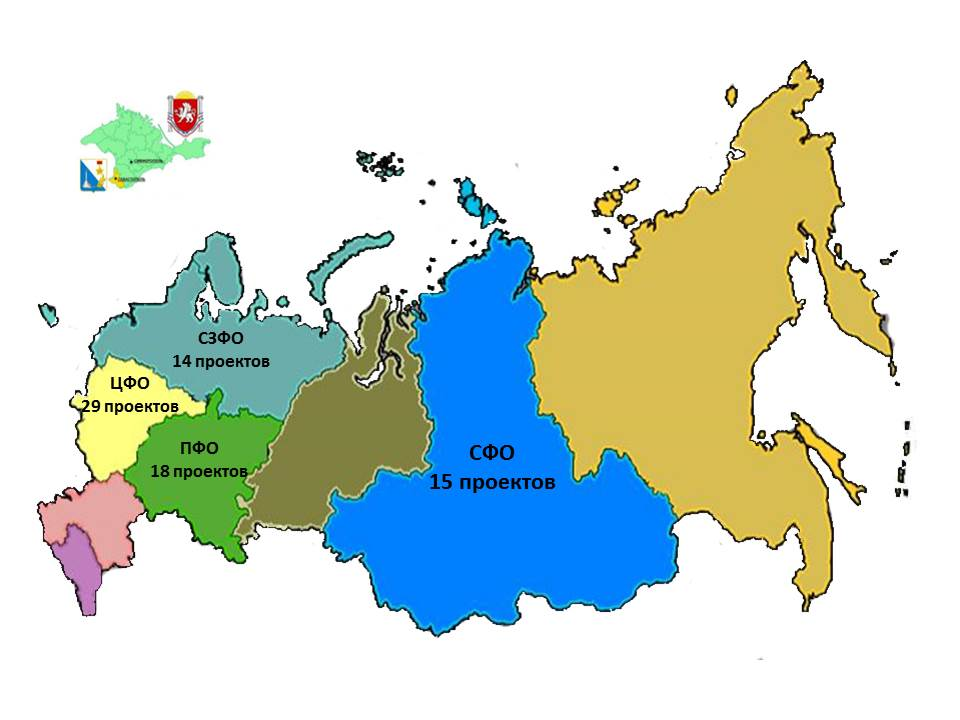 СЗФО
14 проектов
ЦФО
29 проектов
ПФО
18 проектов
СФО
15 проектов